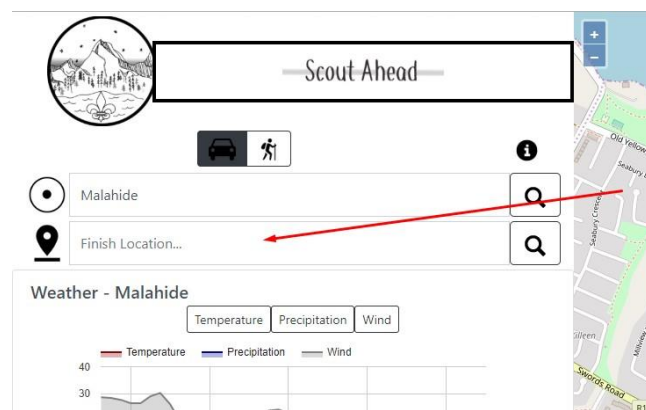 Scout Ahead
Malahide
Finish Location...
Weather - Malahide
Temperature Precipitation Wind
Temperature Precipitation Wind
40
30
+
-
Old Yellow
Seabury
Seabury Crescent
Swords Road
R1